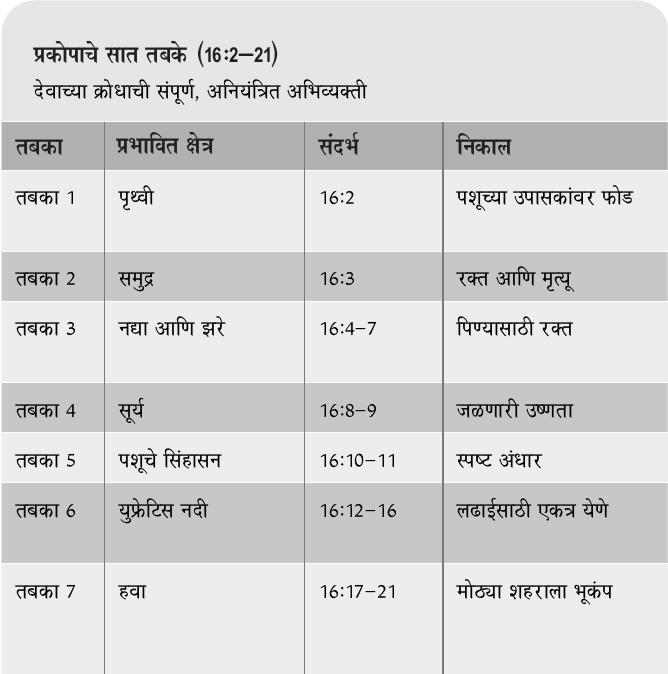 प्रकोपाचे सात तबके (16:2–21)
देवाच्या क्रोधाची संपूर्ण, अनियंत्रित अभिव्यक्ती
तबका प्रभावित क्षेत्र संदर्भ निकाल
तबका 1 पृथ्वी 16:2 पशूच्या उपासकांवर फोड
तबका 2 समुद्र 16:3 रक्त आणि मृत्यू
तबका 3 नद्या आणि झरे 16:4–7 पिण्यासाठी रक्त
तबका 4 सूर्य 16:8–9 जळणारी उष्णता
तबका 5 पशूचे सिंहासन 16:10–11 स्पष्ट अंधार
तबका 6 युफ्रेटिस नदी 16:12–16 लढाईसाठी एकत्र येणे
तबका 7 हवा 16:17–21 मोठ्या शहराला भूकंप